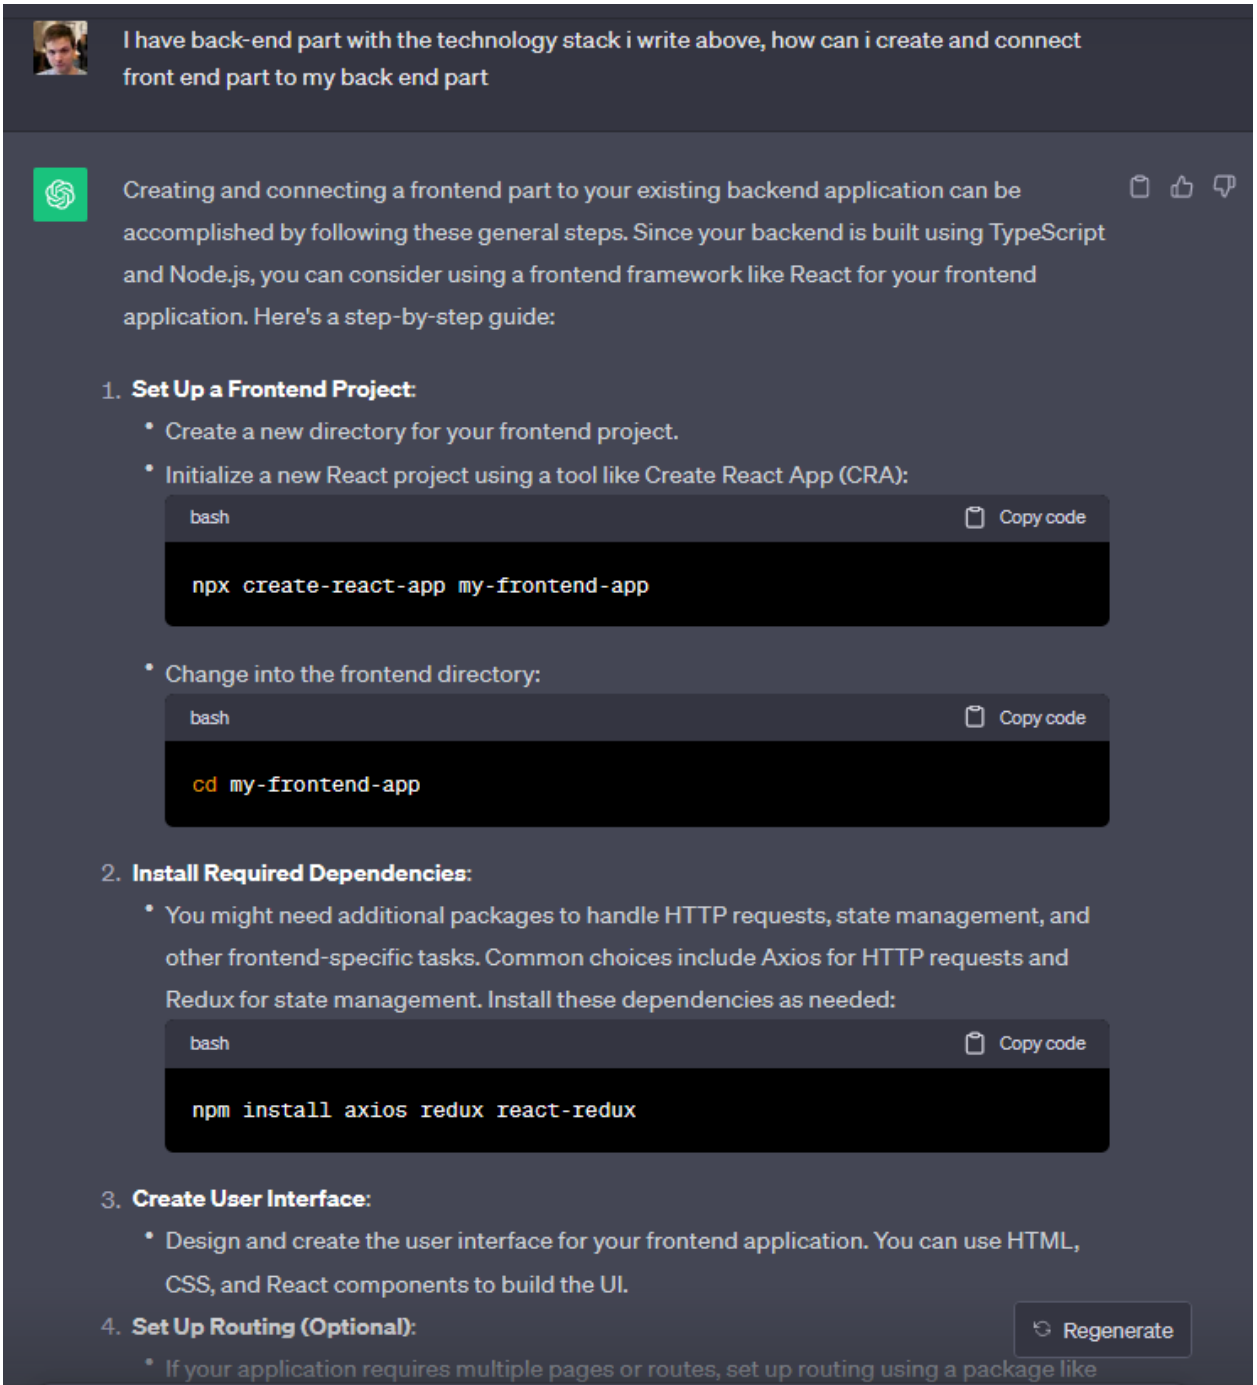 I have back-end part with the technology stack i write above, how can i create and connect
front end part to my back end part
Creating and connecting a frontend part to your existing backend application can be
accomplished by following these general steps. Since your backend is built using TypeScript
and Node.js, you can consider using a frontend framework like React for your frontend
application. Here's a step-by-step guide:
1. Set Up a Frontend Project:
• Create a new directory for your frontend project.
• Initialize a new React project using a tool like Create React App (CRA):
bash Copy code
npx create-react-app my-frontend-app
• Change into the frontend directory:
bash Copy code
cd my-frontend-app
2. Install Required Dependencies:
• You might need additional packages to handle HTTP requests, state management, and
other frontend-specific tasks. Common choices include Axios for HTTP requests and
Redux for state management. Install these dependencies as needed:
bash Copy code
npm install axios redux react-redux
3. Create User Interface:
• Design and create the user interface for your frontend application. You can use HTML,
CSS, and React components to build the UI.
4. Set Up Routing (Optional):
Regenerate
• If your application requires multiple pages or routes, set up routing using a package like